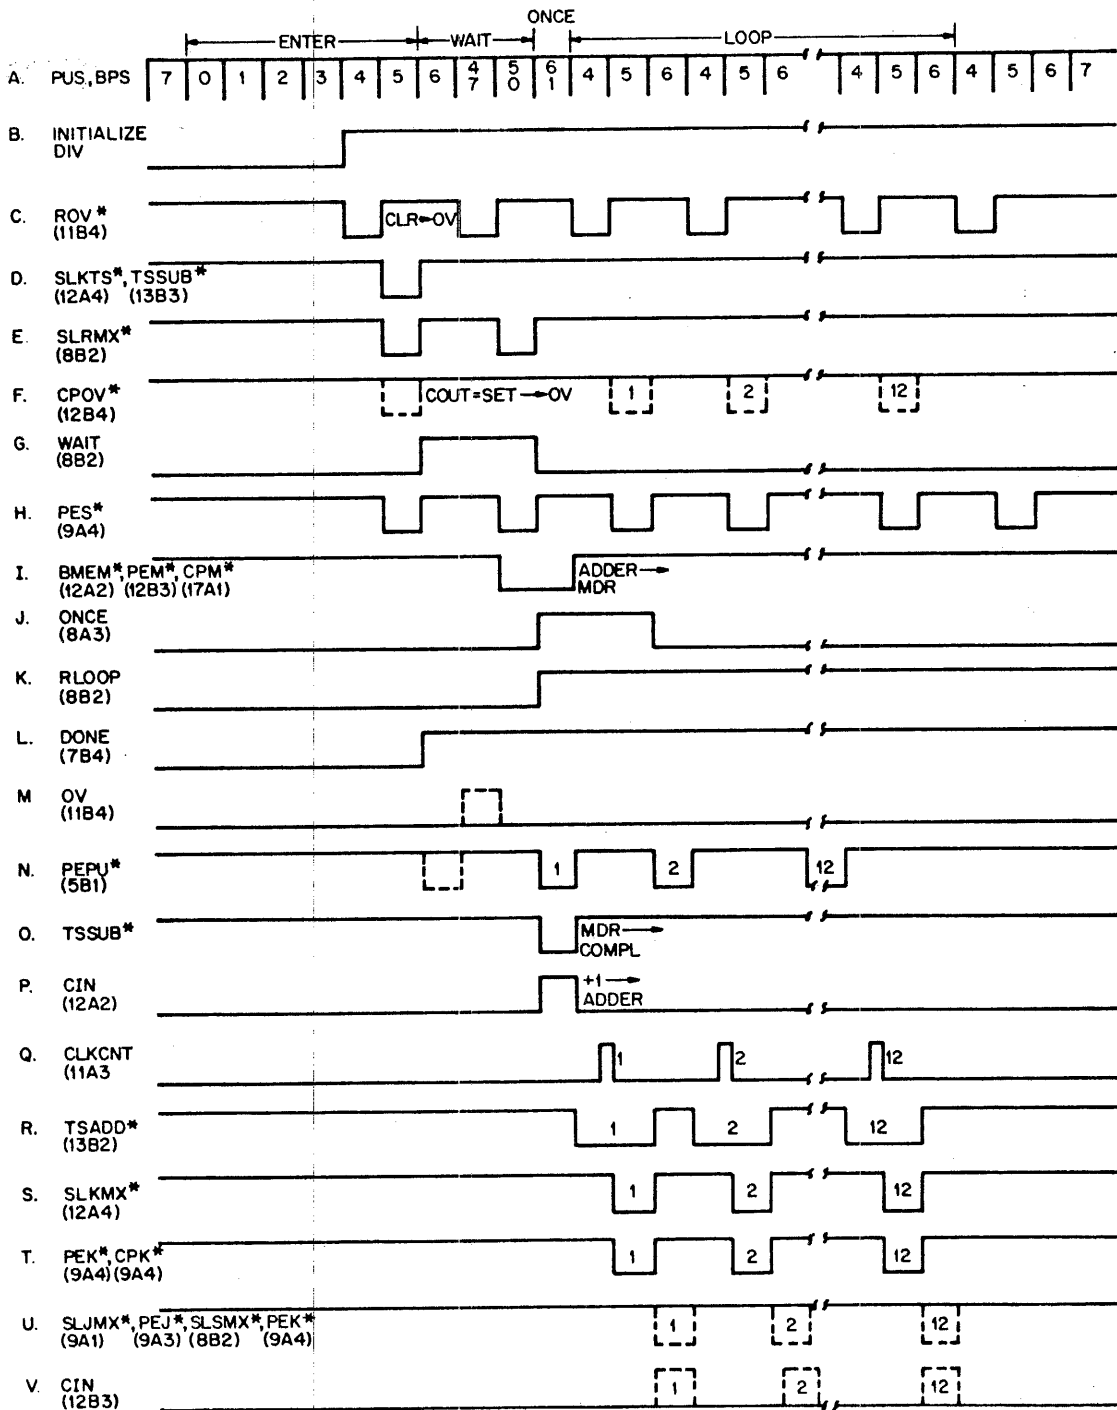 ONCE
ENTER WAIT LOOP
A. PUS, BPS 7 0 1 2 3 4 5 6 4 7 5 0 6 1 4 5 6 4 5 6 4 5 6 4 5 6 7
B. INITIALIZE
DIV
C. ROV*
(11B4)
CLR→OV
D. SLKTS*, TSSUB*
(12A4) (13B3)
E. SLRMX*
(8B2)
F. CPOV*
(12B4)
COUT=SET→OV 1 2 12
G. WAIT
(8B2)
H. PES*
(9A4)
I. BMEM*, PEM*, CPM*
(12A2) (12B3) (17A1)
ADDER→
MDR
J. ONCE
(8A3)
K. RLOOP
(8B2)
L. DONE
(7B4)
M OV
(11B4)
N. PEPU*
(5B1)
1 2 12
O. TSSUB*
MDR→
COMPL
P. CIN
(12A2)
+1→
ADDER
Q. CLKCNT
(11A3
1 2 12
R. TSADD*
(13B2)
1 2 12
S. SLKMX*
(12A4)
1 2 12
T. PEK*, CPK*
(9A4)(9A4)
1 2 12
U. SLJMX*, PEJ*, SLSMX*, PEK*
(9A1) (9A3) (8B2) (9A4)
1 2 12
V. CIN
(12B3)
1 2 12